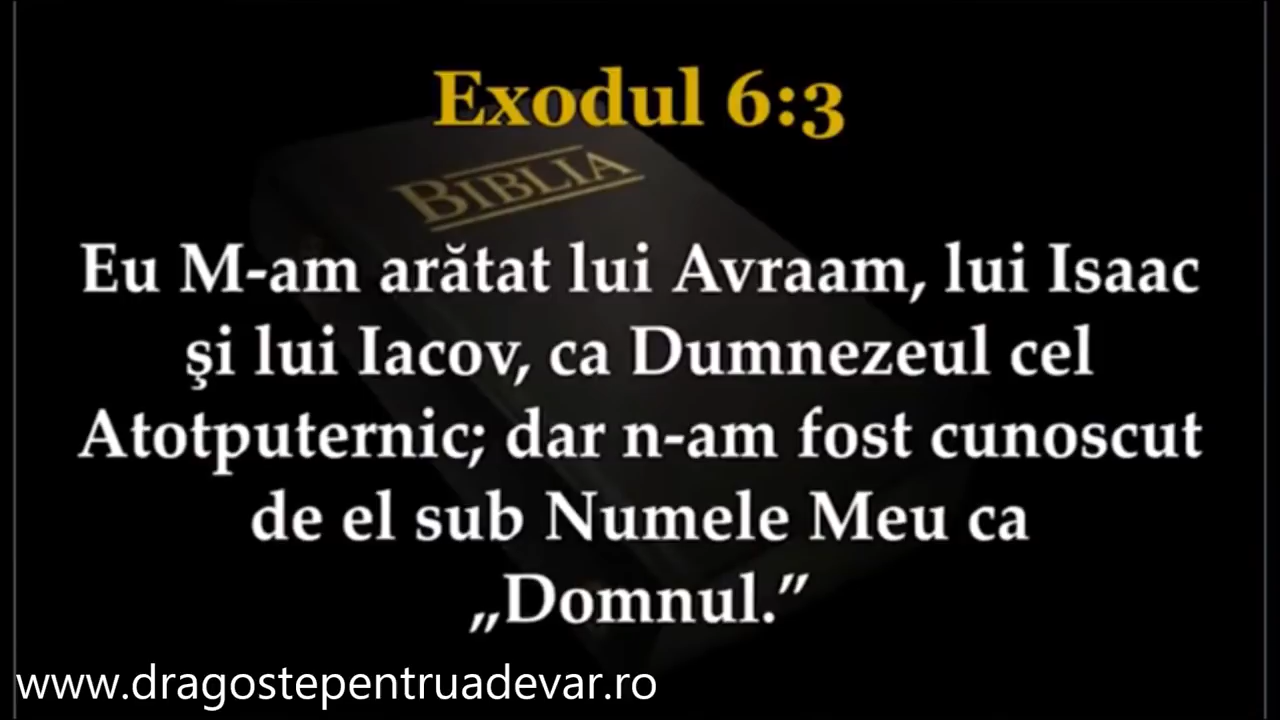 Exodul 6:3
BIBLIA
Eu M-am arătat lui Avraam, lui Isaac
şi lui Iacov, ca Dumnezeul cel
Atotputernic; dar n-am fost cunoscut
de el sub Numele Meu ca
„Domnul.”
www.dragostepentruadevar.ro